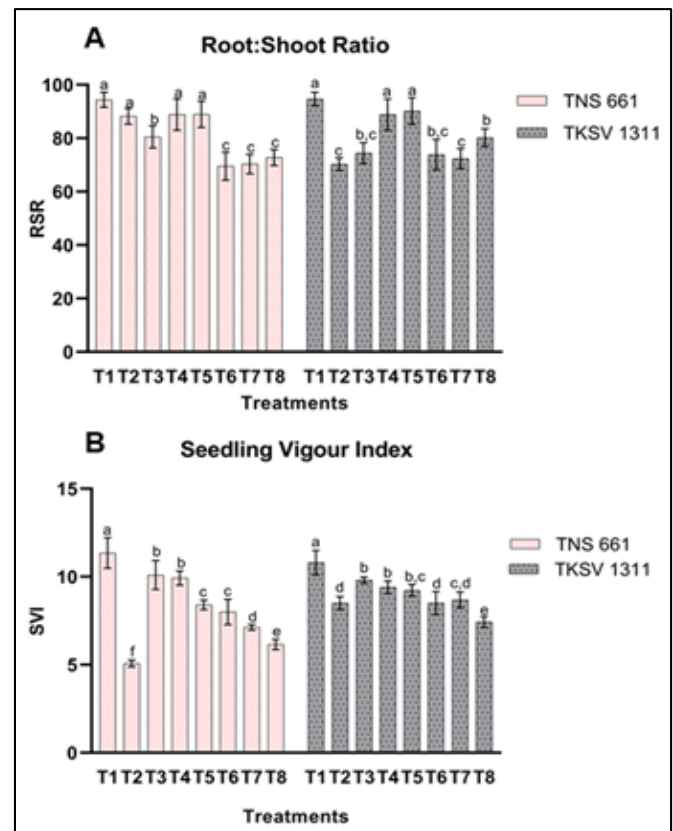 A
Root:Shoot Ratio
100
80
60
40
20
0
RSR
a a b a a c c c
a c b,c a a b,c c b
T1 T2 T3 T4 T5 T6 T7 T8
T1 T2 T3 T4 T5 T6 T7 T8
Treatments
TNS 661
TKSV 1311
B
Seedling Vigour Index
15
10
5
0
SVI
a f b b c c d e
a d b b b,c d c,d e
T1 T2 T3 T4 T5 T6 T7 T8
T1 T2 T3 T4 T5 T6 T7 T8
Treatments
TNS 661
TKSV 1311